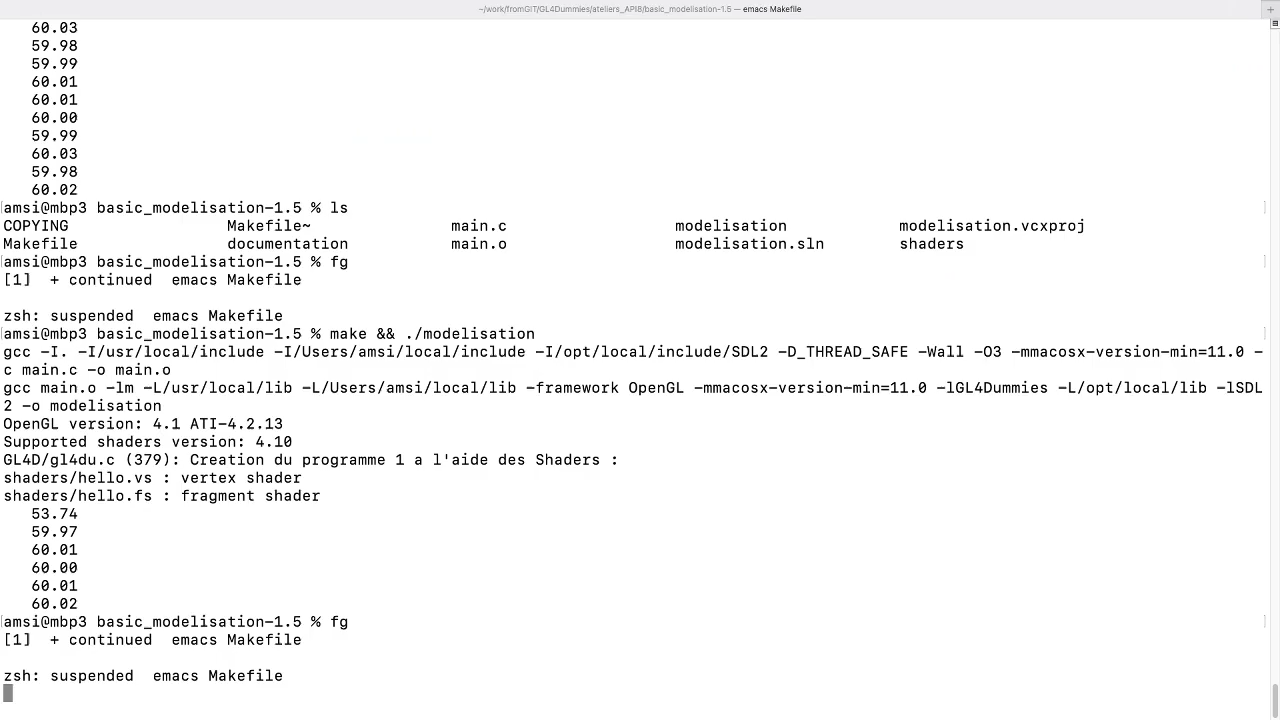 ~/work/fromGIT/GL4Dummies/ateliers_API8/basic_modelisation-1.5 — emacs Makefile
60.03
59.98
59.99
60.01
60.01
60.00
59.99
60.03
59.98
60.02
[amsi@mbp3 basic_modelisation-1.5 % ls ]
COPYING Makefile~ main.c modelisation modelisation.vcxproj
Makefile documentation main.o modelisation.sln shaders
[amsi@mbp3 basic_modelisation-1.5 % fg ]
[1]  + continued  emacs Makefile
zsh: suspended  emacs Makefile
[amsi@mbp3 basic_modelisation-1.5 % make && ./modelisation ]
gcc -I. -I/usr/local/include -I/Users/amsi/local/include -I/opt/local/include/SDL2 -D_THREAD_SAFE -Wall -O3 -mmacosx-version-min=11.0 -
c main.c -o main.o
gcc main.o -lm -L/usr/local/lib -L/Users/amsi/local/lib -framework OpenGL -mmacosx-version-min=11.0 -lGL4Dummies -L/opt/local/lib -lSDL
2 -o modelisation
OpenGL version: 4.1 ATI-4.2.13
Supported shaders version: 4.10
GL4D/gl4du.c (379): Creation du programme 1 a l'aide des Shaders :
shaders/hello.vs : vertex shader
shaders/hello.fs : fragment shader
53.74
59.97
60.01
60.00
60.01
60.02
[amsi@mbp3 basic_modelisation-1.5 % fg ]
[1]  + continued  emacs Makefile
zsh: suspended  emacs Makefile